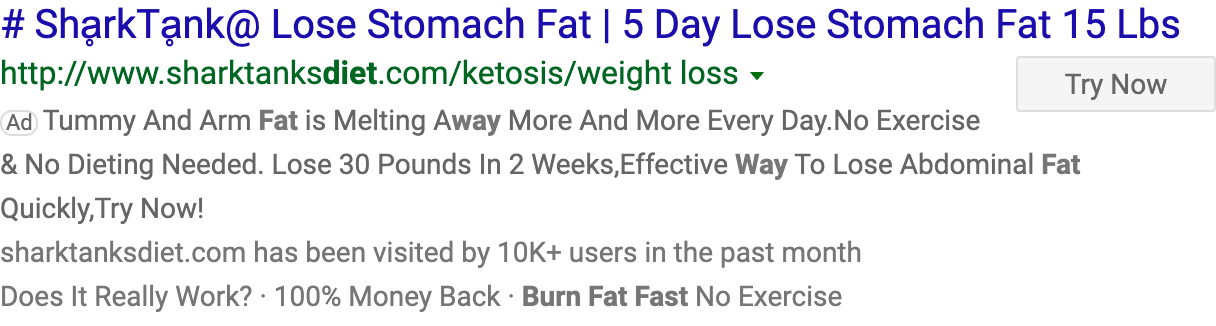 # ShḁrkTḁnk@ Lose Stomach Fat | 5 Day Lose Stomach Fat 15 Lbs
http://www.sharktanksdiet.com/ketosis/weight loss
Try Now
Ad Tummy And Arm Fat is Melting Away More And More Every Day.No Exercise
& No Dieting Needed. Lose 30 Pounds In 2 Weeks,Effective Way To Lose Abdominal Fat
Quickly,Try Now!
sharktanksdiet.com has been visited by 10K+ users in the past month
Does It Really Work? · 100% Money Back · Burn Fat Fast No Exercise